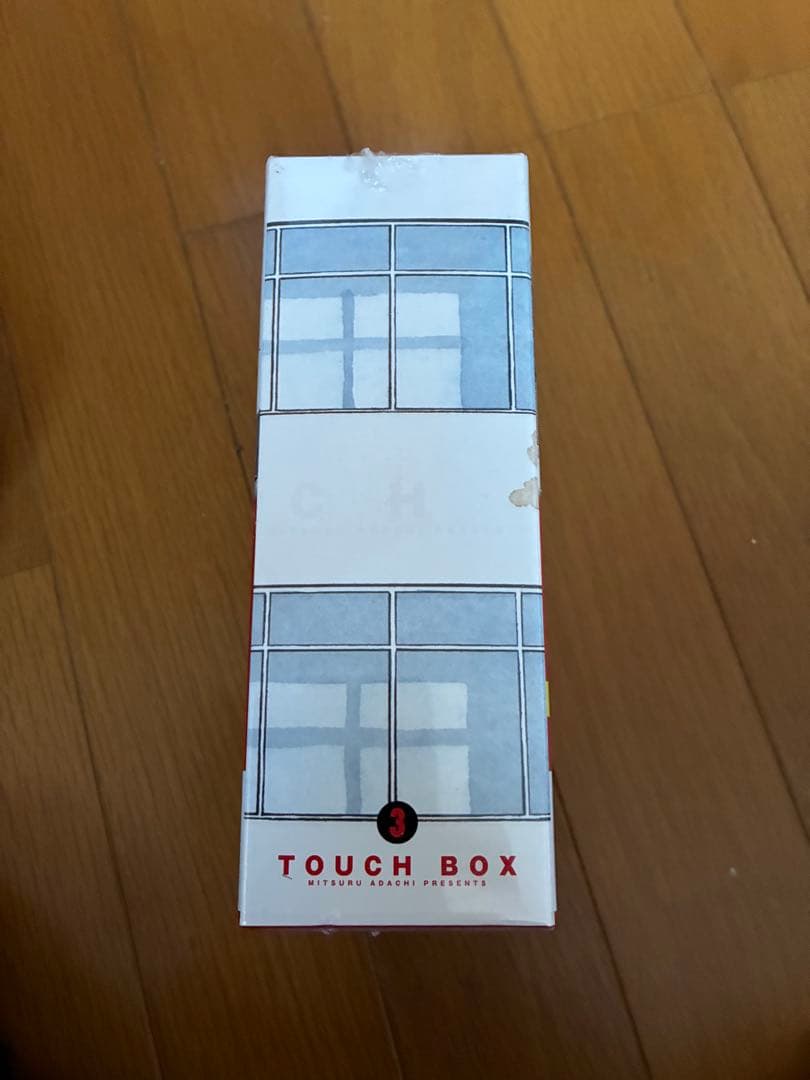 C H
3
TOUCH BOX
MITSURU ADACHI PRESENTS